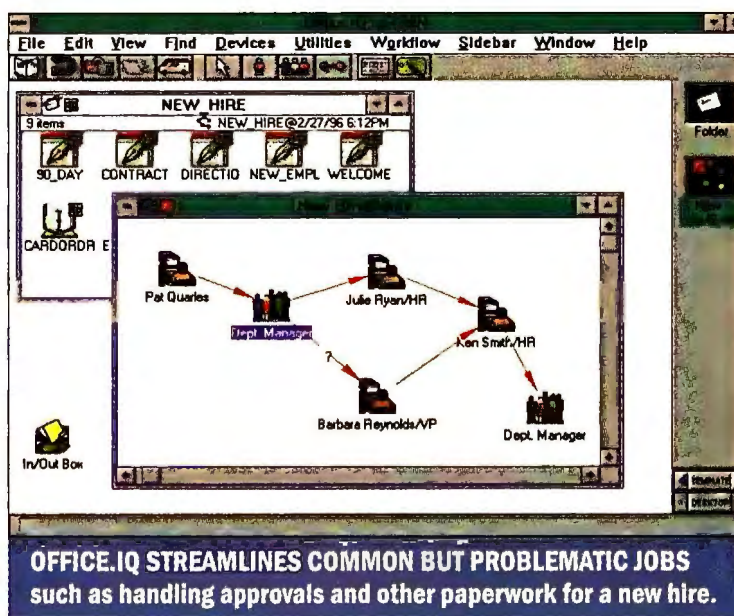 File Edit View Find Devices Utilities Workflow Sidebar Window Help
NEW_HIRE
9 items NEW_HIRE@2/27/96 6:12PM
Folder
90_DAY CONTRACT DIRECTIO NEW_EMPL WELCOME
CARDORDR E
Pat Quarles
Julie Ryan/HR
Dept. Manager
Ken Smith/HR
?
Barbara Reynolds/VP
Dept. Manager
In/Out Box
TEMPLATE
DESKTOP
OFFICE.IQ STREAMLINES COMMON BUT PROBLEMATIC JOBS
such as handling approvals and other paperwork for a new hire.